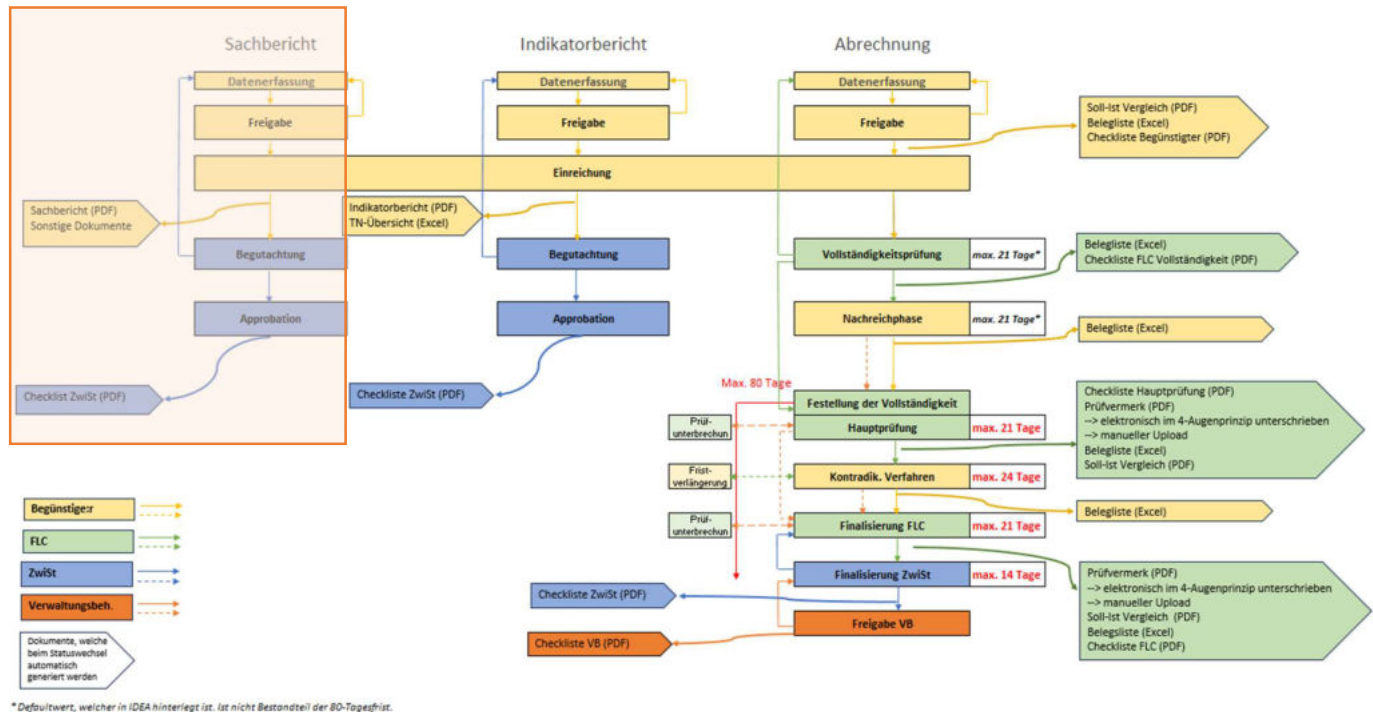 Sachbericht
Indikatorbericht
Abrechnung
Datenerfassung
Datenerfassung
Datenerfassung
Freigabe
Freigabe
Freigabe
Soll-Ist Vergleich (PDF)
Belegliste (Excel)
Checkliste Begünstigter (PDF)
Einreichung
Sachbericht (PDF)
Sonstige Dokumente
Indikatorbericht (PDF)
TN-Übersicht (Excel)
Begutachtung
Begutachtung
Vollständigkeitsprüfung
max. 21 Tage*
Belegliste (Excel)
Checkliste FLC Vollständigkeit (PDF)
Approbation
Approbation
Nachreichphase
max. 21 Tage*
Belegliste (Excel)
Checklist ZwiSt (PDF)
Checkliste ZwiSt (PDF)
Max. 80 Tage
Festellung der Vollständigkeit
Prüf-
unterbrechun
Hauptprüfung
max. 21 Tage
Checkliste Hauptprüfung (PDF)
Prüfvermerk (PDF)
--> elektronisch im 4-Augenprinzip unterschrieben
--> manueller Upload
Belegliste (Excel)
Soll-Ist Vergleich (PDF)
Frist-
verlängerung
Kontradik. Verfahren
max. 24 Tage
Belegliste (Excel)
Prüf-
unterbrechun
Finalisierung FLC
max. 21 Tage
Finalisierung ZwiSt
max. 14 Tage
Checkliste ZwiSt (PDF)
Prüfvermerk (PDF)
--> elektronisch im 4-Augenprinzip unterschrieben
--> manueller Upload
Soll-Ist Vergleich (PDF)
Belegsliste (Excel)
Checkliste FLC (PDF)
Freigabe VB
Checkliste VB (PDF)
Begünstige:r
FLC
ZwiSt
Verwaltungsbeh.
Dokumente, welche
beim Statuswechsel
automatisch
generiert werden
* Defaultwert, welcher in IDEA hinterlegt ist. Ist nicht Bestandteil der 80-Tagesfrist.